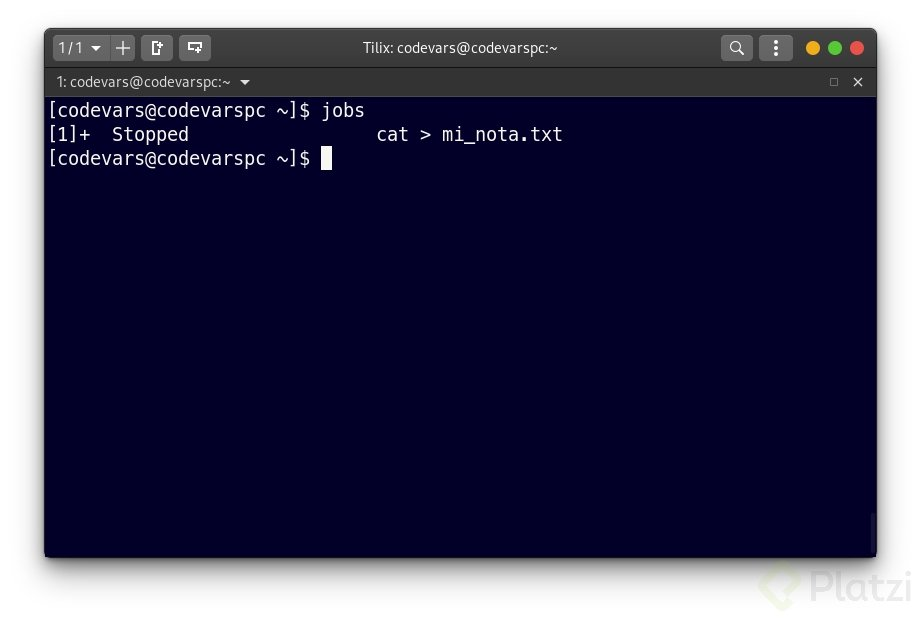 1/1
Tilix: codevars@codevarspc:~
1: codevars@codevarspc:~
[codevars@codevarspc ~]$ jobs
[1]+  Stopped                 cat > mi_nota.txt
[codevars@codevarspc ~]$
Platzi